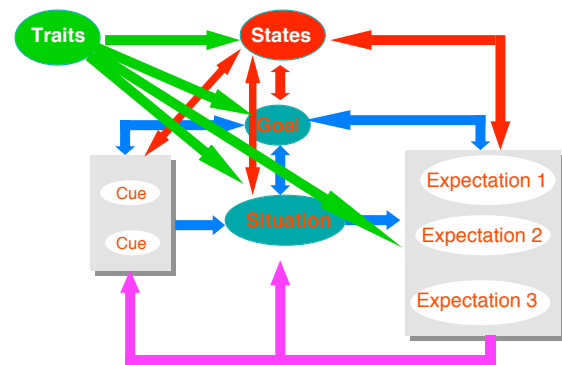 Traits
States
Goal
Cue
Cue
Situation
Expectation 1
Expectation 2
Expectation 3